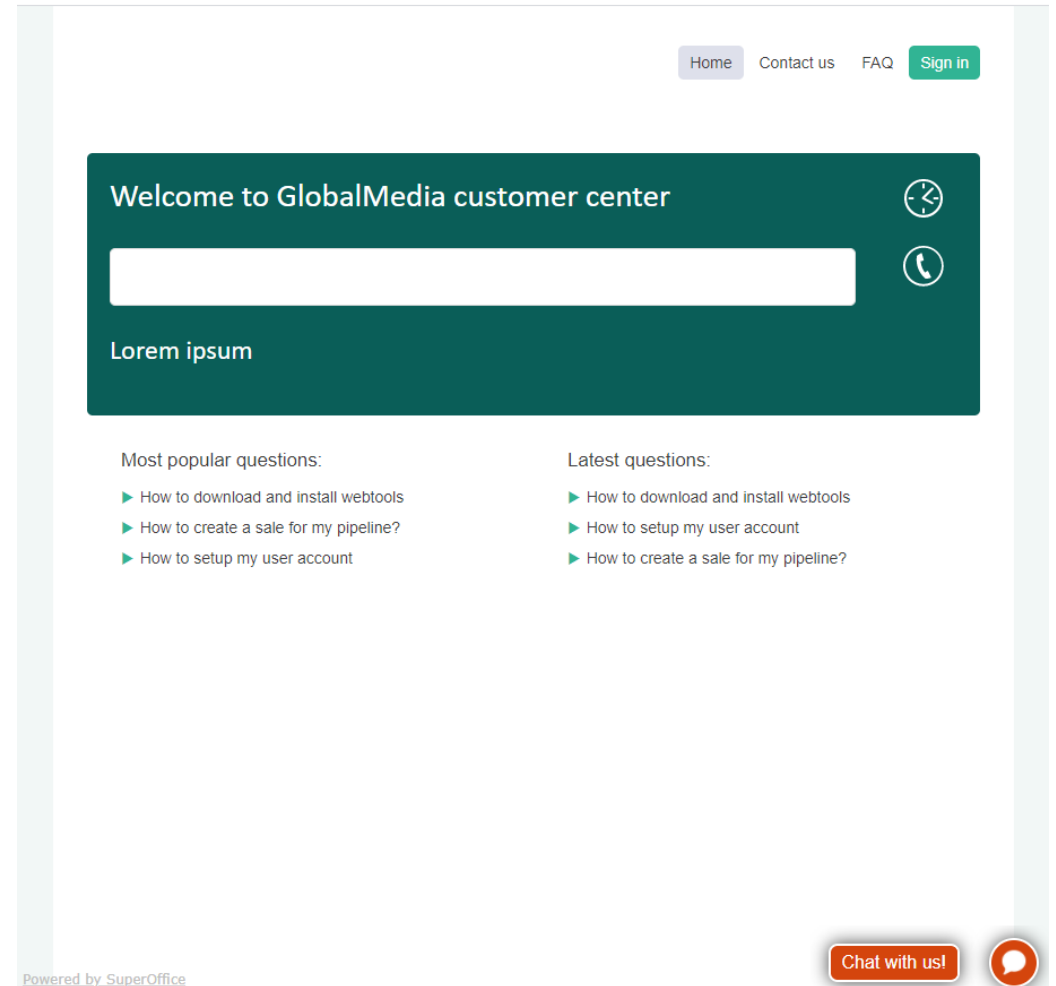 Home Contact us FAQ Sign in
Welcome to GlobalMedia customer center
Lorem ipsum
Most popular questions:
How to download and install webtools
How to create a sale for my pipeline?
How to setup my user account
Latest questions:
How to download and install webtools
How to setup my user account
How to create a sale for my pipeline?
Chat with us!
Powered by SuperOffice